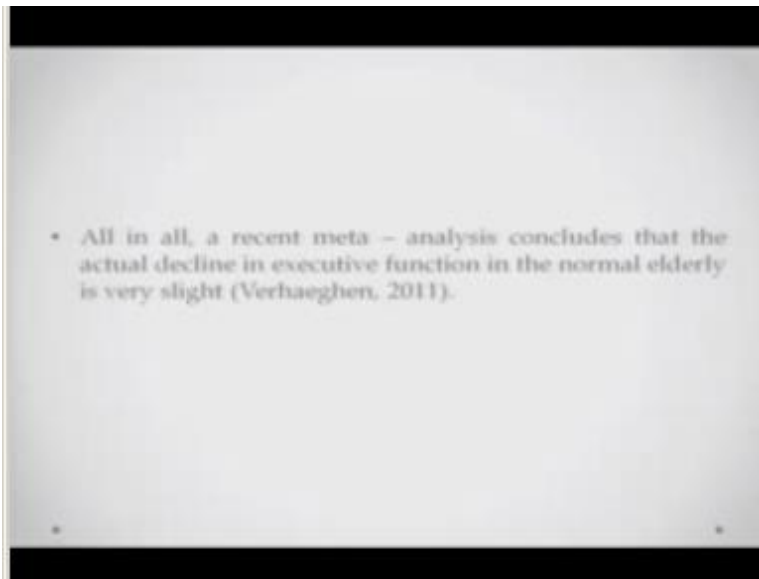 • All in all, a recent meta – analysis concludes that the
actual decline in executive function in the normal elderly
is very slight (Verhaeghen, 2011).